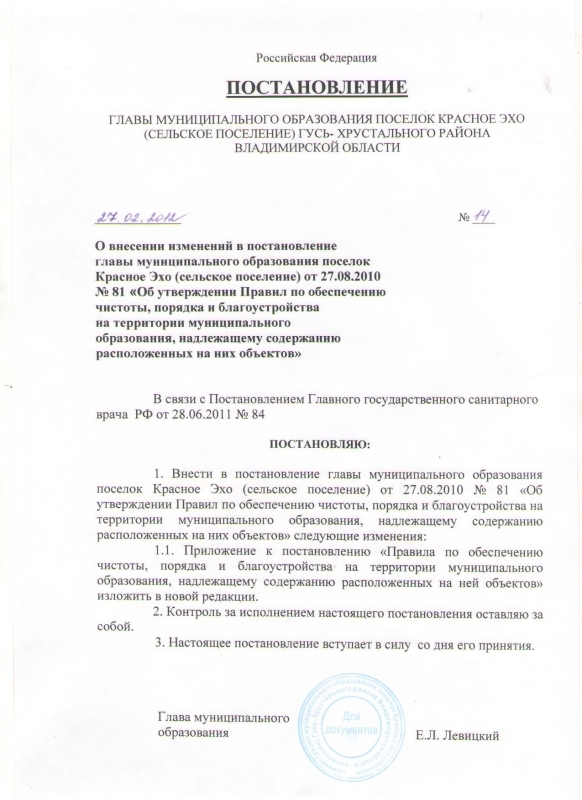 Российская Федерация
ПОСТАНОВЛЕНИЕ
ГЛАВЫ МУНИЦИПАЛЬНОГО ОБРАЗОВАНИЯ ПОСЕЛОК КРАСНОЕ ЭХО
(СЕЛЬСКОЕ ПОСЕЛЕНИЕ) ГУСЬ- ХРУСТАЛЬНОГО РАЙОНА
ВЛАДИМИРСКОЙ ОБЛАСТИ
27.02.2012 № 14
О внесении изменений в постановление
главы муниципального образования поселок
Красное Эхо (сельское поселение) от 27.08.2010
№ 81 «Об утверждении Правил по обеспечению
чистоты, порядка и благоустройства
на территории муниципального
образования, надлежащему содержанию
расположенных на них объектов»
В связи с Постановлением Главного государственного санитарного
врача РФ от 28.06.2011 № 84
ПОСТАНОВЛЯЮ:
1. Внести в постановление главы муниципального образования
поселок Красное Эхо (сельское поселение) от 27.08.2010 № 81 «Об
утверждении Правил по обеспечению чистоты, порядка и благоустройства на
территории муниципального образования, надлежащему содержанию
расположенных на них объектов» следующие изменения:
1.1. Приложение к постановлению «Правила по обеспечению
чистоты, порядка и благоустройства на территории муниципального
образования, надлежащему содержанию расположенных на ней объектов»
изложить в новой редакции.
2. Контроль за исполнением настоящего постановления оставляю за
собой.
3. Настоящее постановление вступает в силу со дня его принятия.
Глава муниципального
образования Е.Л. Левицкий
Для
документов